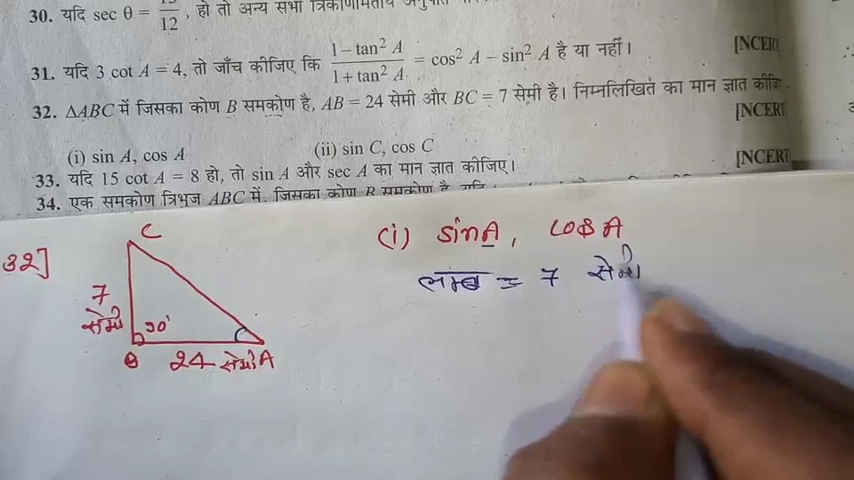 30. यदि sec θ = 13/12, हो तो अन्य सभी त्रिकोणमितीय
31. यदि 3 cot A = 4, तो जाँच कीजिए कि (1 – tan² A)/(1 + tan² A) = cos² A – sin² A है या नहीं। [NCERT
32. ΔABC में जिसका कोण B समकोण है, AB = 24 सेमी और BC = 7 सेमी है। निम्नलिखित का मान ज्ञात कीजि
[NCERT
(i) sin A, cos A (ii) sin C, cos C
33. यदि 15 cot A = 8 हो, तो sin A और sec A का मान ज्ञात कीजिए। [NCERT
34. एक समकोण त्रिभुज ABC में, जिसका कोण B समकोण है,
32] C (i) sinA, cosA
7 सेमी लम्ब = 7 सेमी
90°
B 24 सेमी A